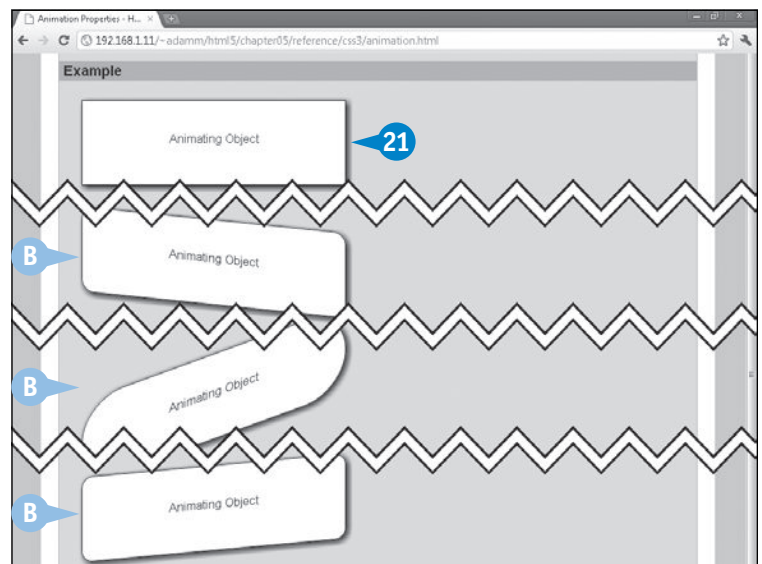 Animation Properties - H...
192.168.1.11/~adamm/html5/chapter05/reference/css3/animation.html
Example
Animating Object
21
B
Animating Object
B
Animating Object
B
Animating Object